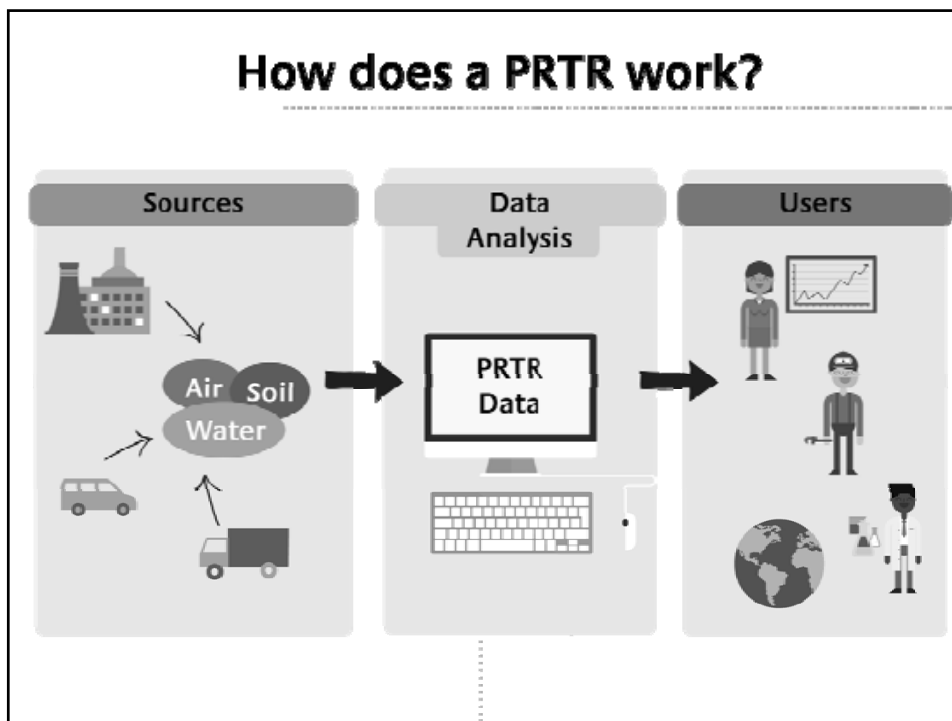 How does a PRTR work?
Sources
Air
Soil
Water
Data
Analysis
PRTR
Data
Users